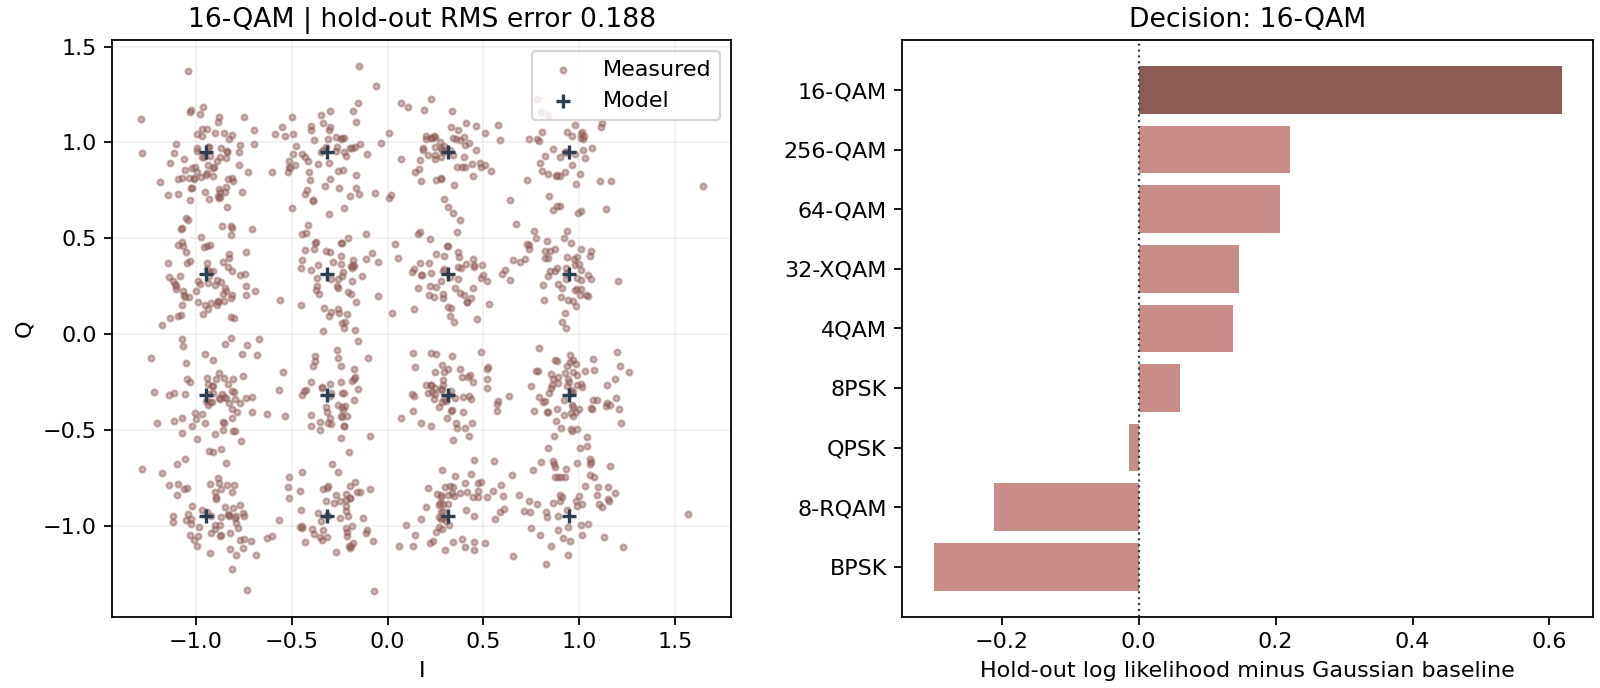 16-QAM | hold-out RMS error 0.188
1.5
1.0
0.5
0.0
−0.5
−1.0
Q
−1.0
−0.5
0.0
0.5
1.0
1.5
I
Measured
Model
Decision: 16-QAM
16-QAM
256-QAM
64-QAM
32-XQAM
4QAM
8PSK
QPSK
8-RQAM
BPSK
−0.2
0.0
0.2
0.4
0.6
Hold-out log likelihood minus Gaussian baseline